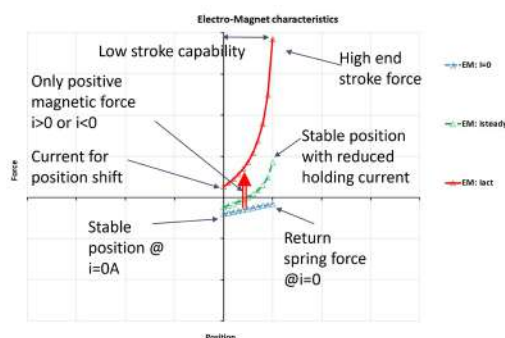 Electro-Magnet characteristics
Low stroke capability
High end
stroke force
Only positive
magnetic force
i>0 or i<0
Current for
position shift
Stable position
with reduced
holding current
Stable
position @
i=0A
Return
spring force
@i=0
Force
Position
EM: I=0
EM: Isteady
EM: Iact